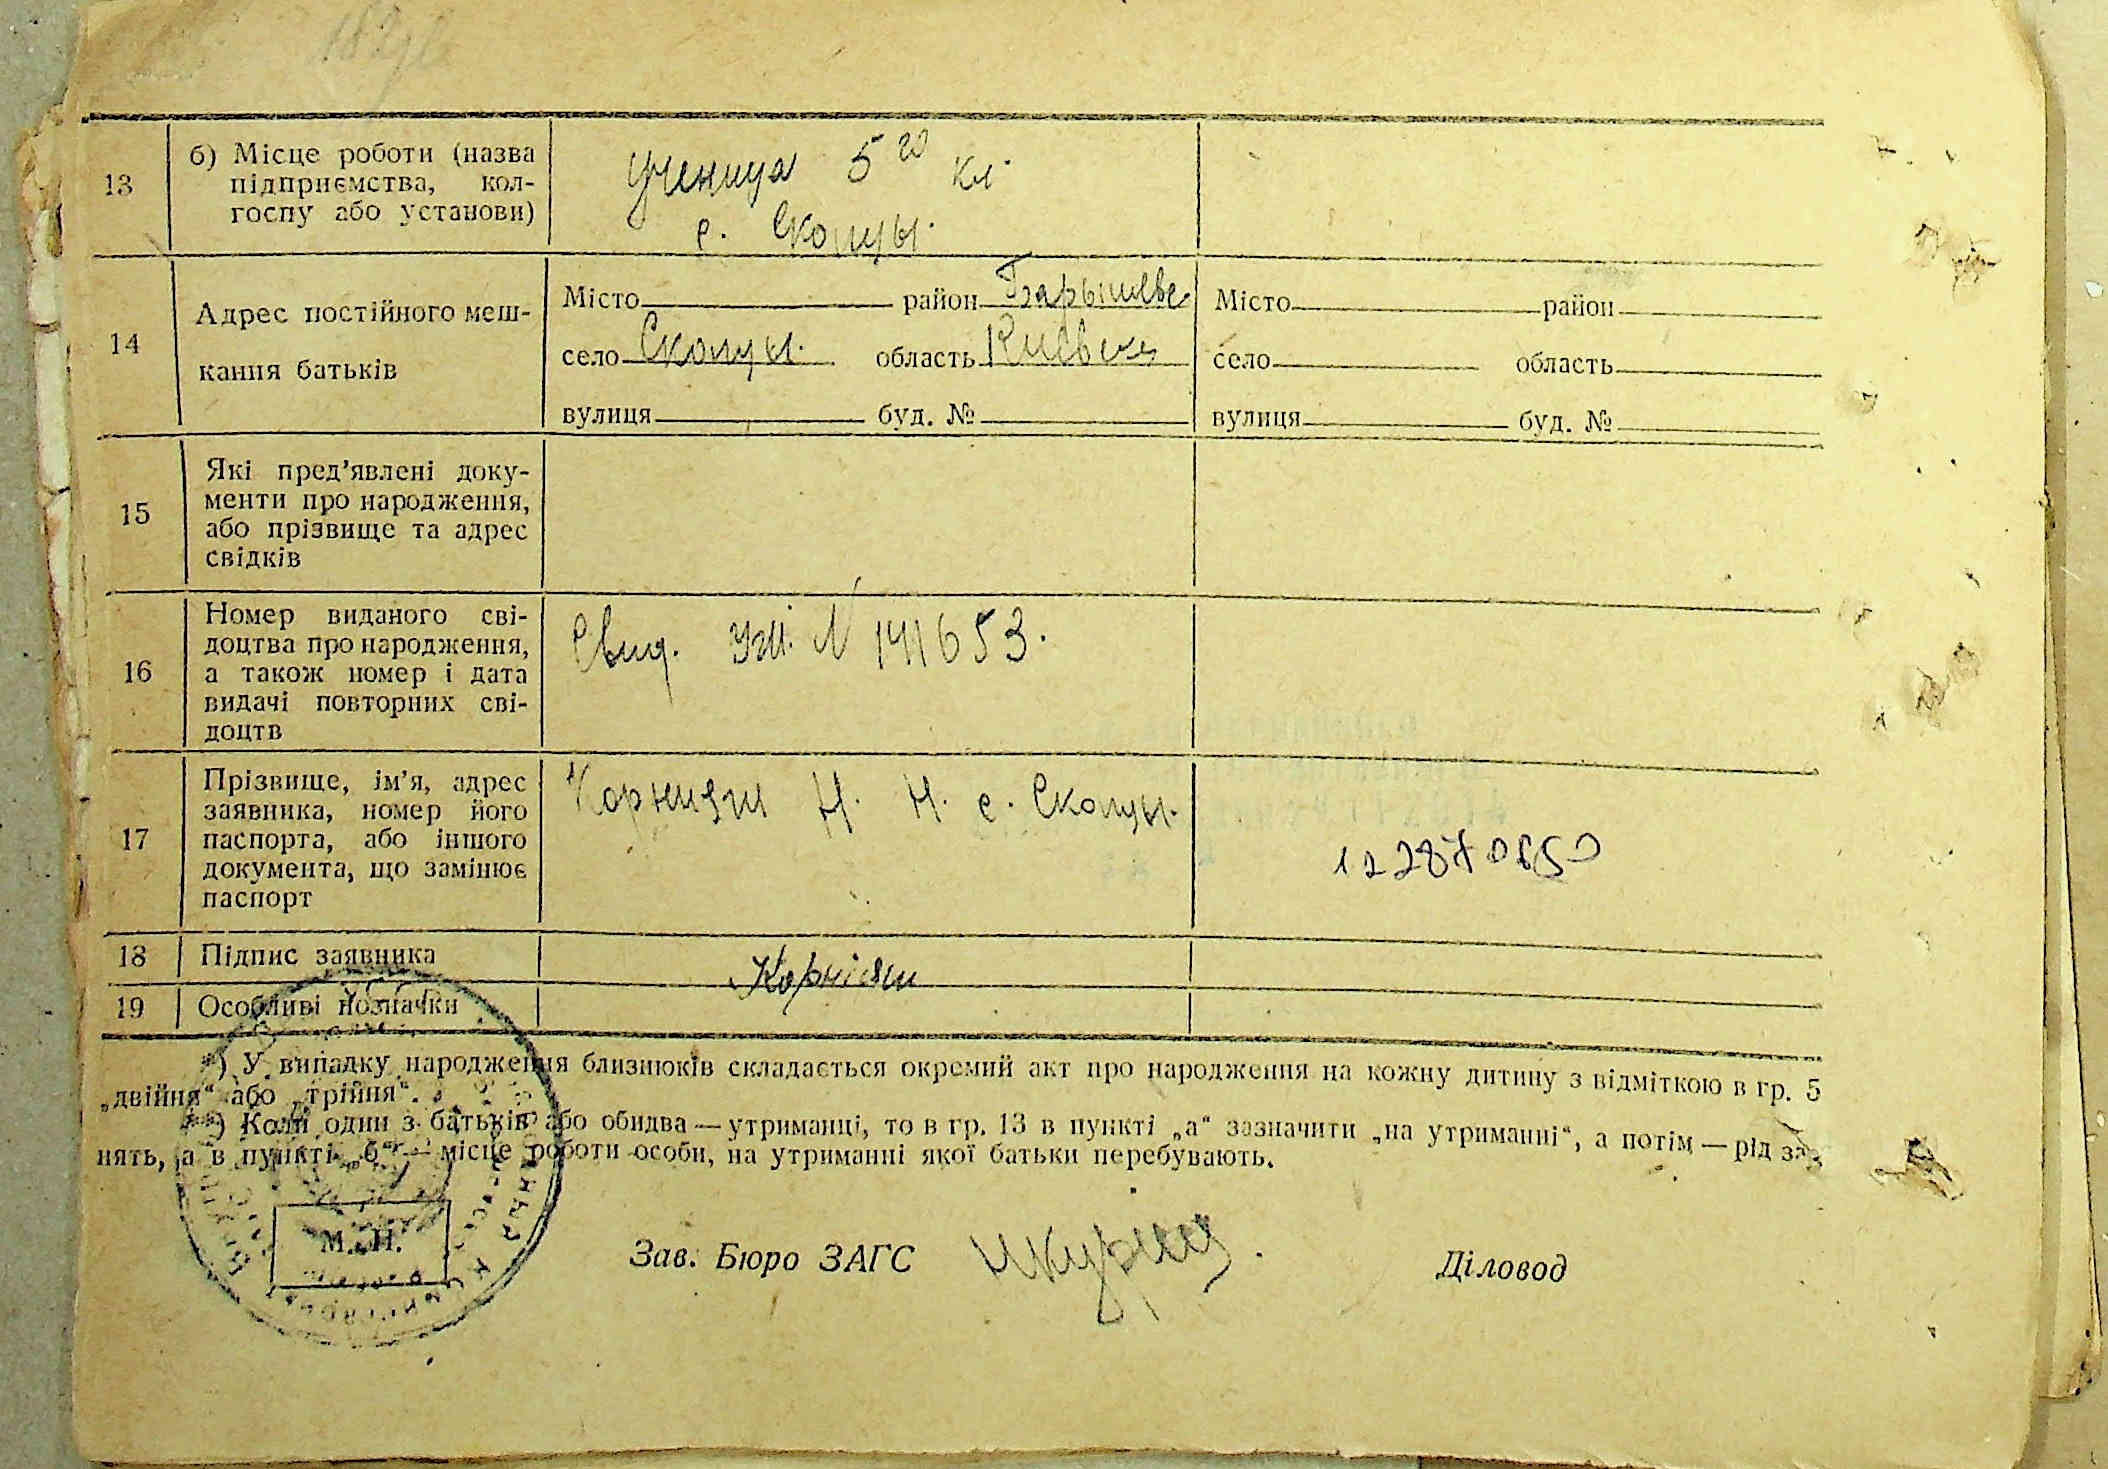 13
б) Місце роботи (назва
підприємства, кол-
госпу або установи)
Ученица 5го кл.
с. Скопцы.
14
Адрес постійного меш-
кання батьків
Місто район Барышевс
село Скопцы. область Киевск
вулиця буд. №
Місто район
село область
вулиця буд. №
15
Які пред’явлені доку-
менти про народження,
або прізвище та адрес
свідків
16
Номер виданого сві-
доцтва про народження,
а також номер і дата
видачі повторних сві-
доцтв
Свид. УЖ. N 141653.
17
Прізвище, ім’я, адрес
заявника, номер його
паспорта, або іншого
документа, що замінює
паспорт
Н. Н. с. Скопцы.
18
Підпис заявника
19
Особливі позначки
*) У випадку народження близнюків складається окремий акт про народження на кожну дитину з відміткою в гр. 5
„двійня“ або „трійня“.
**) Коли один з батьків або обидва — утриманці, то в гр. 13 в пункті „а“ зазначити „на утриманні“, а потім — рід за-
нять, а в пункті „б“ — місце роботи особи, на утриманні якої батьки перебувають.
М. П.
Зав. Бюро ЗАГС
Діловод